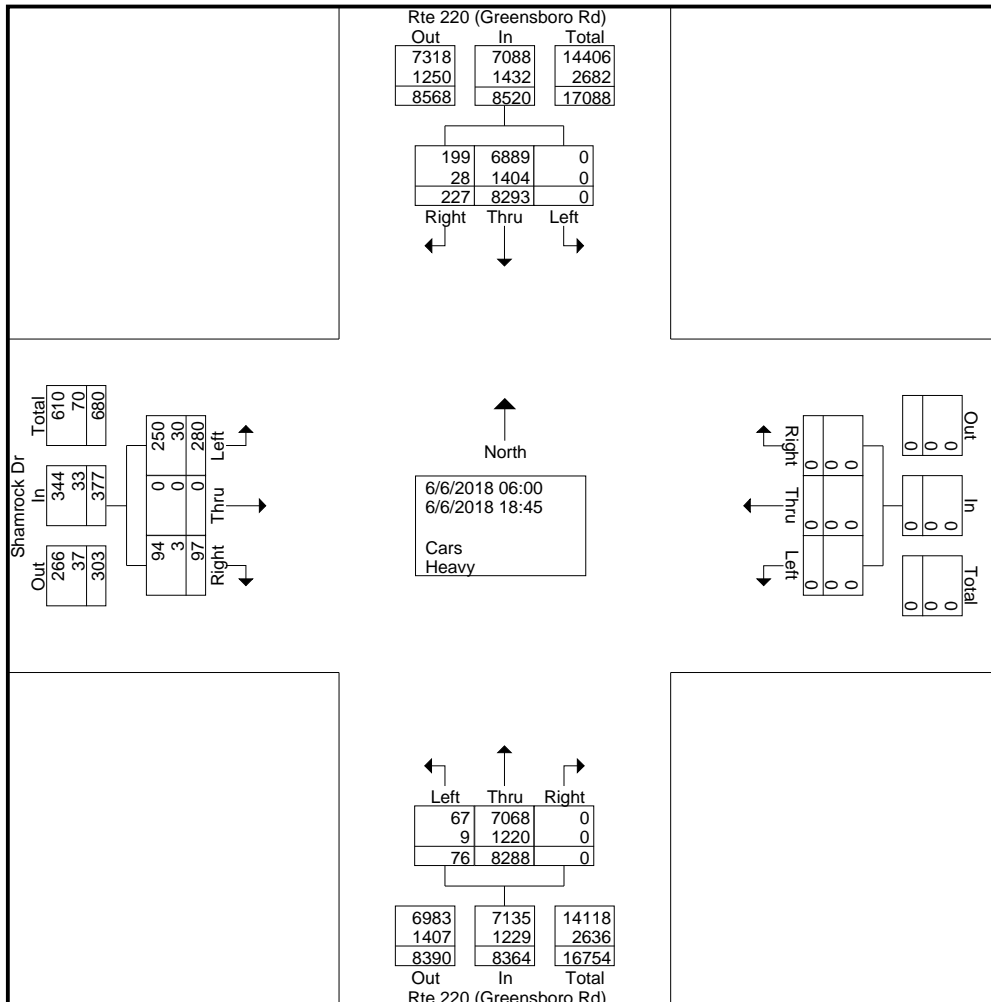 Rte 220 (Greensboro Rd)
Out In Total
7318 7088 14406
1250 1432 2682
8568 8520 17088
199 6889 0
28 1404 0
227 8293 0
Right Thru Left
Shamrock Dr
Total In Out
610 344 266
70 33 37
680 377 303
250 0 94
30 0 3
280 0 97
Left Thru Right
North
6/6/2018 06:00
6/6/2018 18:45
Cars
Heavy
Right Thru Left
0 0 0
0 0 0
0 0 0
Out In Total
0 0 0
0 0 0
0 0 0
Left Thru Right
67 7068 0
9 1220 0
76 8288 0
6983 7135 14118
1407 1229 2636
8390 8364 16754
Out In Total
Rte 220 (Greensboro Rd)